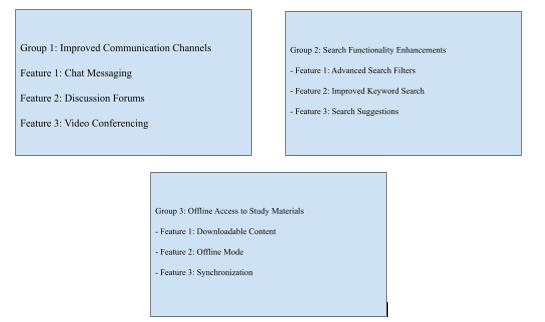 Group 1: Improved Communication Channels
Feature 1: Chat Messaging
Feature 2: Discussion Forums
Feature 3: Video Conferencing
Group 2: Search Functionality Enhancements
- Feature 1: Advanced Search Filters
- Feature 2: Improved Keyword Search
- Feature 3: Search Suggestions
Group 3: Offline Access to Study Materials
- Feature 1: Downloadable Content
- Feature 2: Offline Mode
- Feature 3: Synchronization